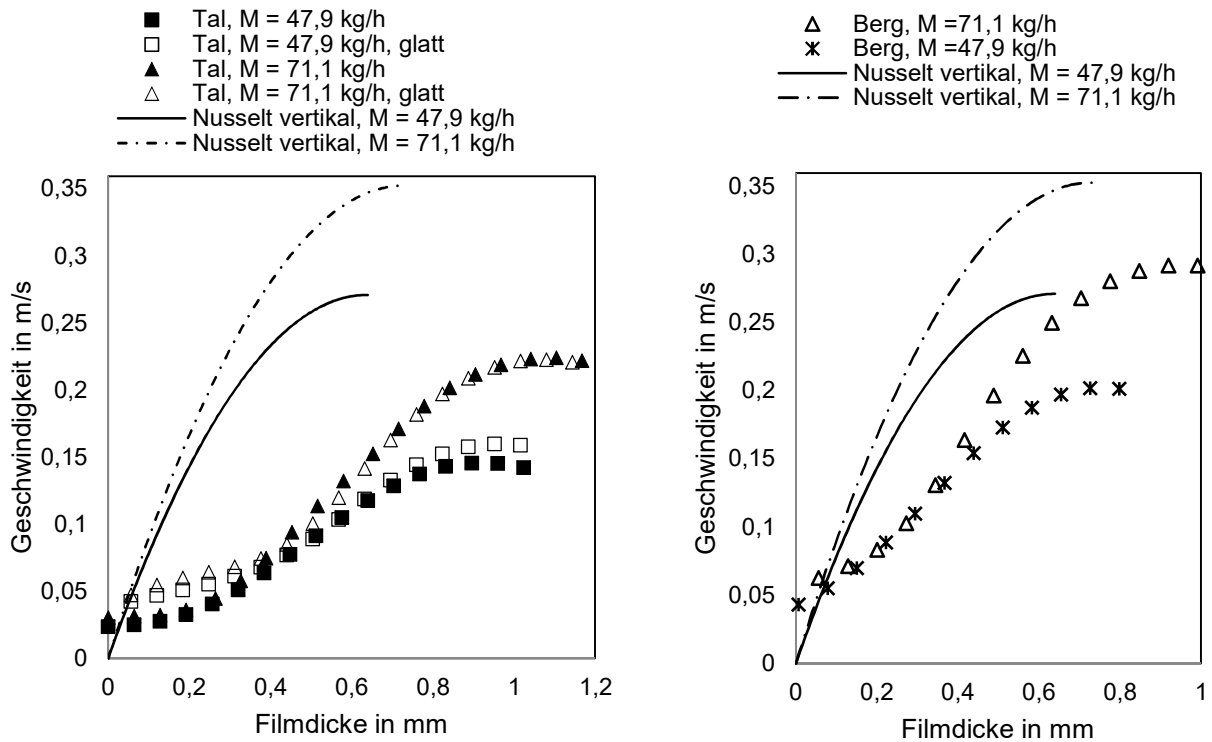 Tal, M = 47,9 kg/h
Tal, M = 47,9 kg/h, glatt
Tal, M = 71,1 kg/h
Tal, M = 71,1 kg/h, glatt
Nusselt vertikal, M = 47,9 kg/h
Nusselt vertikal, M = 71,1 kg/h
0,35
0,3
0,25
0,2
0,15
0,1
0,05
0
Geschwindigkeit in m/s
0 0,2 0,4 0,6 0,8 1 1,2
Filmdicke in mm
Berg, M =71,1 kg/h
Berg, M =47,9 kg/h
Nusselt vertikal, M = 47,9 kg/h
Nusselt vertikal, M = 71,1 kg/h
0,35
0,3
0,25
0,2
0,15
0,1
0,05
0
Geschwindigkeit in m/s
0 0,2 0,4 0,6 0,8 1
Filmdicke in mm